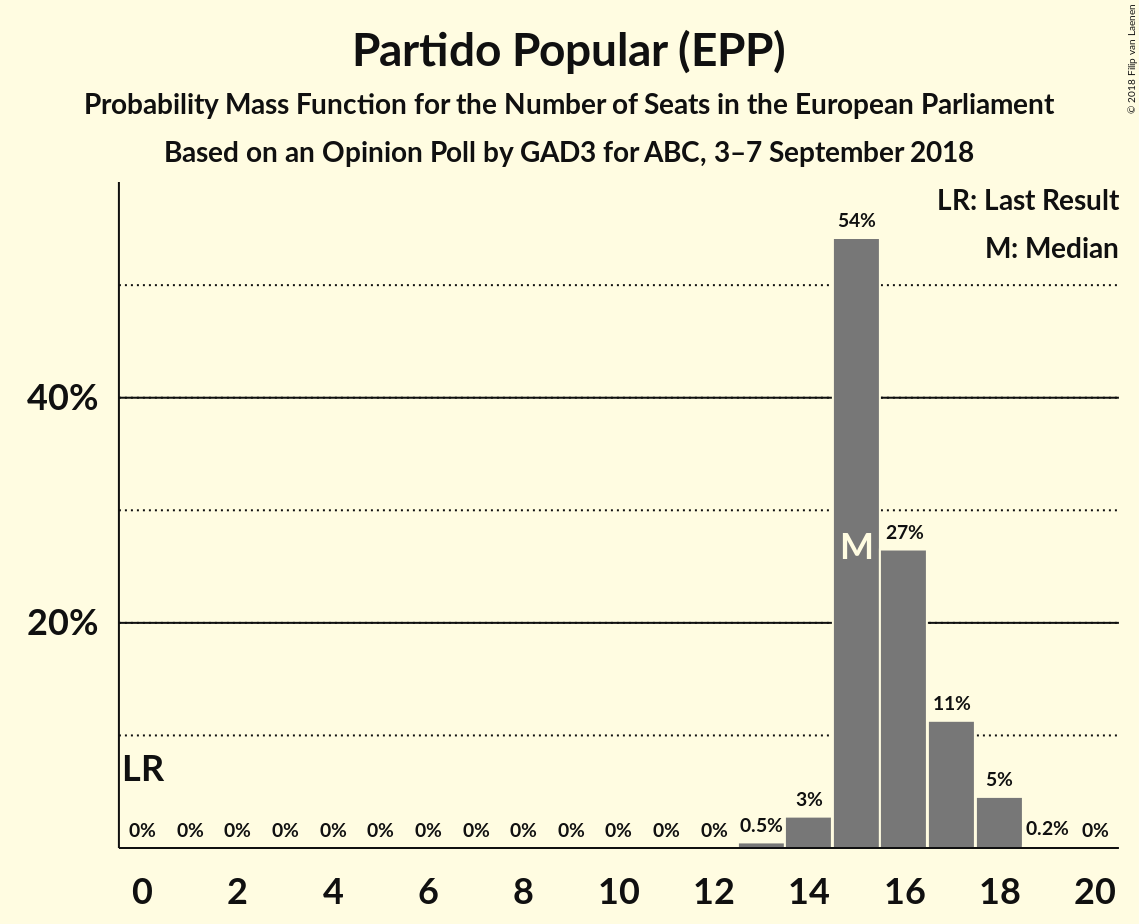 Partido Popular (EPP)
Probability Mass Function for the Number of Seats in the European Parliament
Based on an Opinion Poll by GAD3 for ABC, 3–7 September 2018
© 2018 Filip van Laenen
LR: Last Result
M: Median
54%
40%
27%
M
20%
11%
LR
5%
3%
0% 0% 0% 0% 0% 0% 0% 0% 0% 0% 0% 0% 0% 0.5% 0.2% 0%
0 2 4 6 8 10 12 14 16 18 20